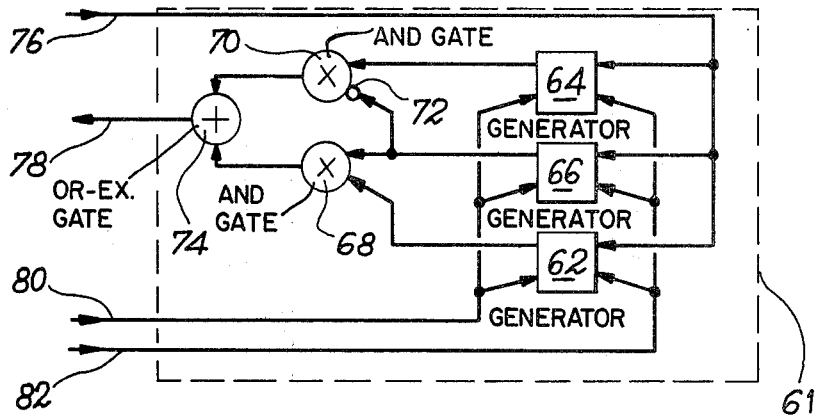 76
70
AND GATE
64
72
GENERATOR
78
OR-EX.
GATE
74
AND
GATE
68
66
GENERATOR
62
80
GENERATOR
82
61